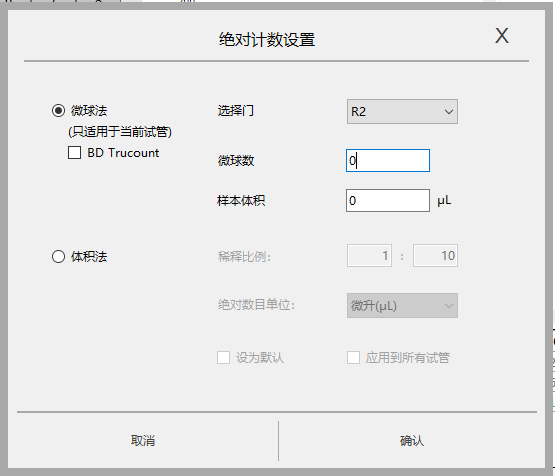 绝对计数设置
X
微球法
选择门
R2
(只适用于当前试管)
BD Trucount
微球数
0
样本体积
0
μL
体积法
稀释比例:
1
:
10
绝对数目单位:
微升(μL)
设为默认
应用到所有试管
取消
确认